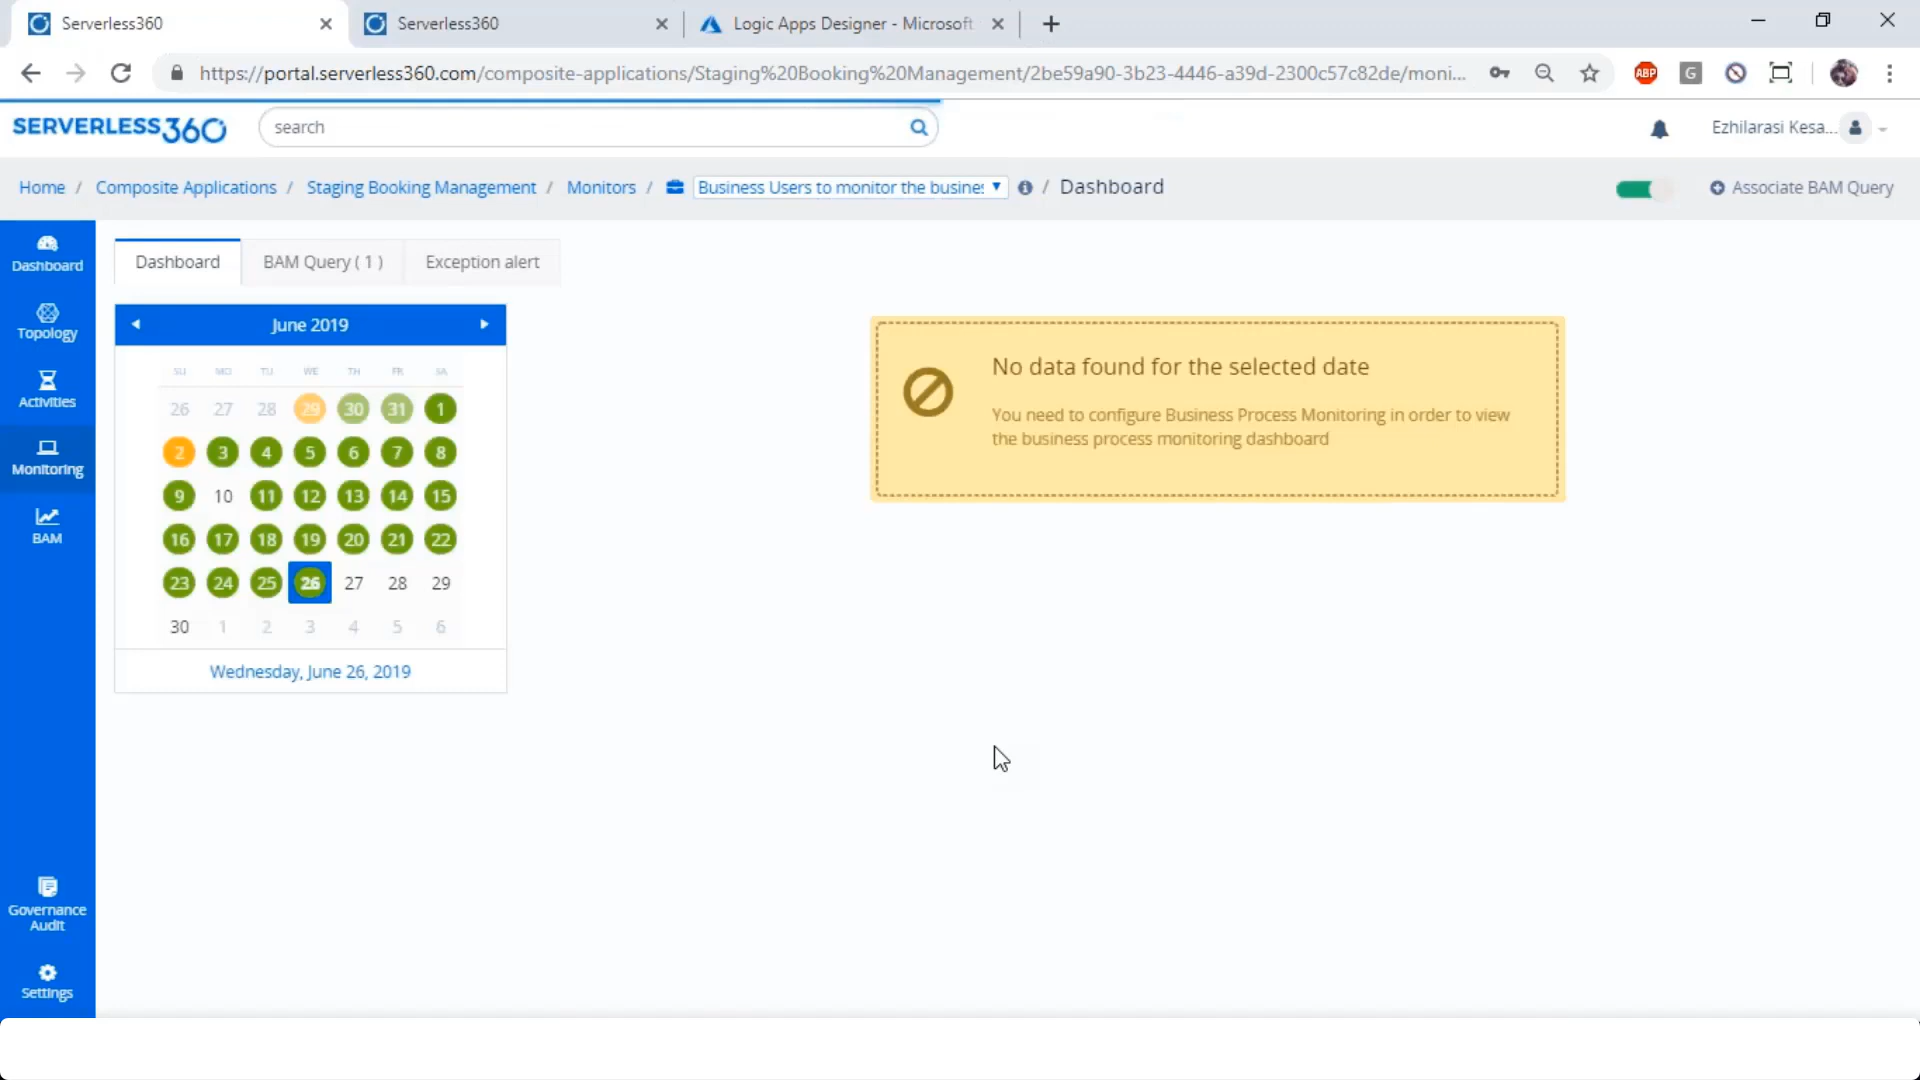 Serverless360
Serverless360
Logic Apps Designer - Microsoft
https://portal.serverless360.com/composite-applications/Staging%20Booking%20Management/2be59a90-3b23-4446-a39d-2300c57c82de/moni...
ABP
G
SERVERLESS360
search
Ezhilarasi Kesa...
Home / Composite Applications / Staging Booking Management / Monitors / Business Users to monitor the busines / Dashboard
Associate BAM Query
Dashboard
Topology
Activities
Monitoring
BAM
Governance
Audit
Settings
Dashboard BAM Query ( 1 ) Exception alert
June 2019
SU MO TU WE TH FR SA
26 27 28 29 30 31 1
2 3 4 5 6 7 8
9 10 11 12 13 14 15
16 17 18 19 20 21 22
23 24 25 26 27 28 29
30 1 2 3 4 5 6
Wednesday, June 26, 2019
No data found for the selected date
You need to configure Business Process Monitoring in order to view
the business process monitoring dashboard